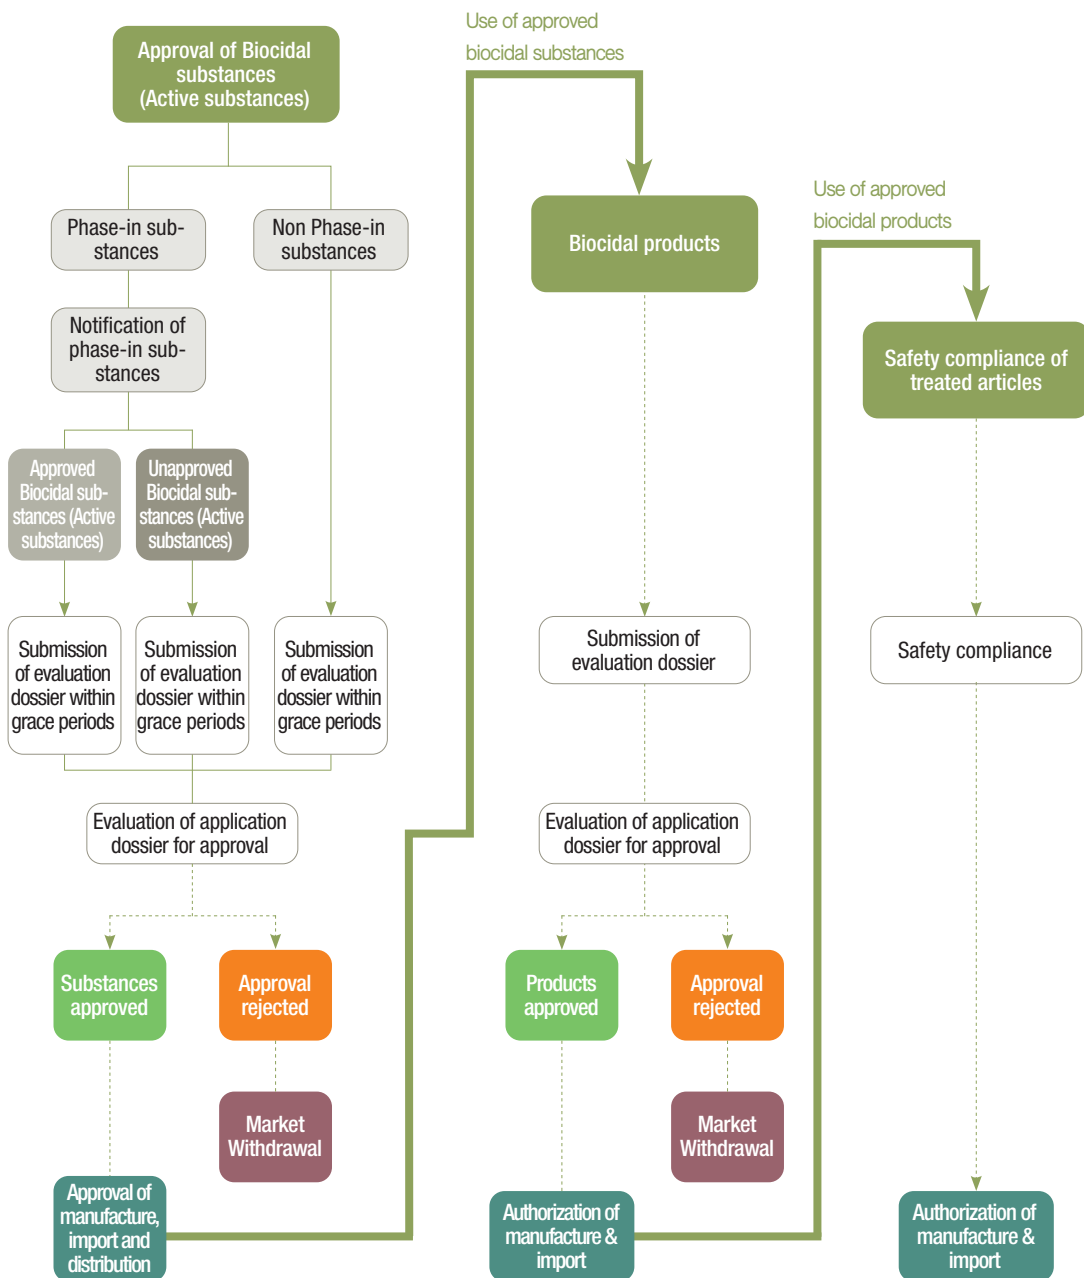 Approval of Biocidal
substances
(Active substances)
Phase-in sub-
stances
Non Phase-in
substances
Notification of
phase-in sub-
stances
Approved
Biocidal sub-
stances (Active
substances)
Unapproved
Biocidal sub-
stances (Active
substances)
Submission
of evaluation
dossier within
grace periods
Submission
of evaluation
dossier within
grace periods
Submission
of evaluation
dossier within
grace periods
Evaluation of application
dossier for approval
Substances
approved
Approval
rejected
Market
Withdrawal
Approval of
manufacture,
import and
distribution
Use of approved
biocidal substances
Biocidal products
Submission of
evaluation dossier
Evaluation of application
dossier for approval
Products
approved
Approval
rejected
Market
Withdrawal
Authorization of
manufacture &
import
Use of approved
biocidal products
Safety compliance of
treated articles
Safety compliance
Authorization of
manufacture &
import